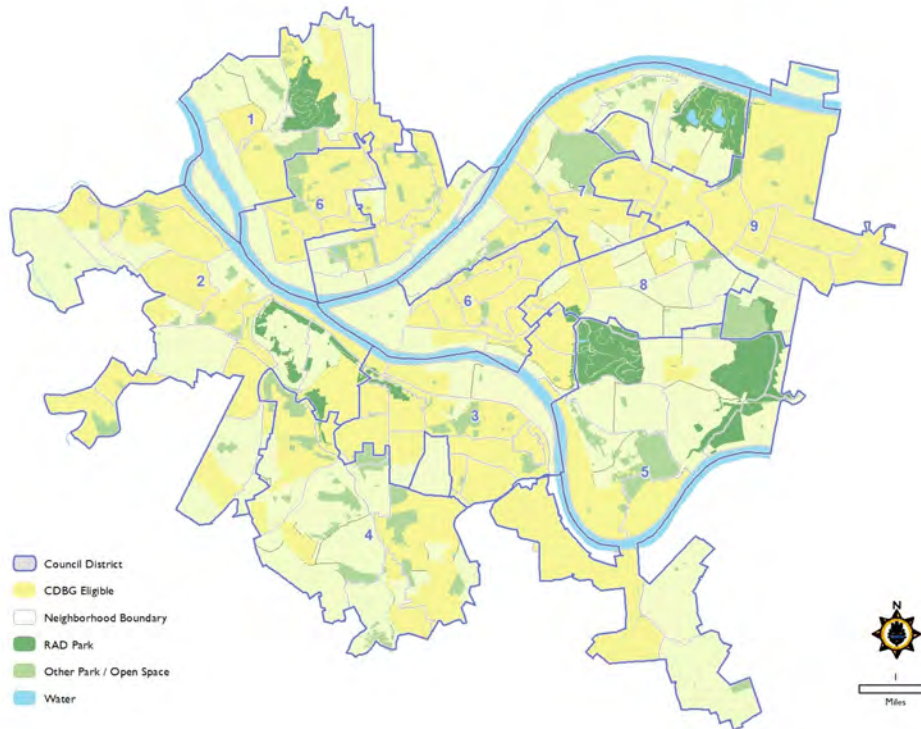 1
6
7
9
2
6
8
3
5
4
Council District
CDBG Eligible
Neighborhood Boundary
RAD Park
Other Park / Open Space
Water
N
1
Miles